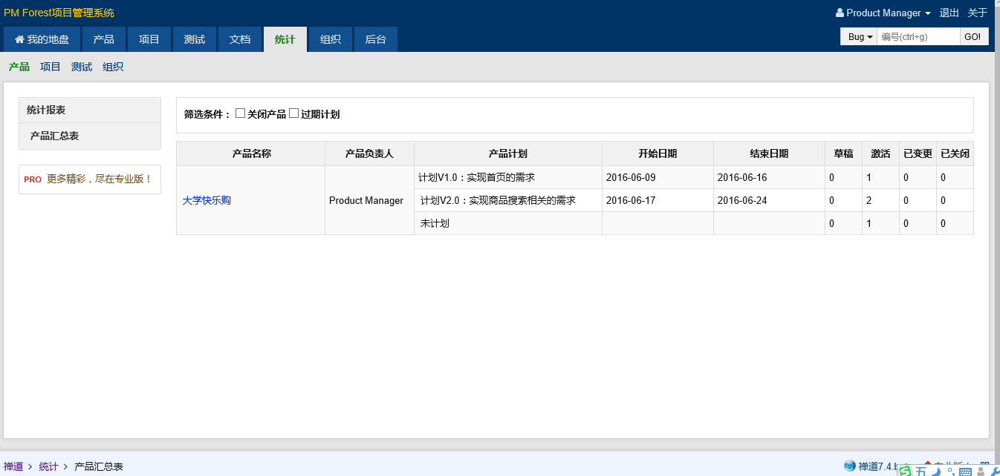 PM Forest项目管理系统
Product Manager 退出 关于
我的地盘 产品 项目 测试 文档 统计 组织 后台
Bug 编号(ctrl+g) GO!
产品 项目 测试 组织
统计报表
产品汇总表
PRO 更多精彩，尽在专业版！
筛选条件： 关闭产品 过期计划
产品名称 产品负责人 产品计划 开始日期 结束日期 草稿 激活 已变更 已关闭
大学快乐购 Product Manager 计划V1.0：实现首页的需求 2016-06-09 2016-06-16 0 1 0 0
计划V2.0：实现商品搜索相关的需求 2016-06-17 2016-06-24 0 2 0 0
未计划 0 1 0 0
禅道 > 统计 > 产品汇总表
禅道7.4.b
五